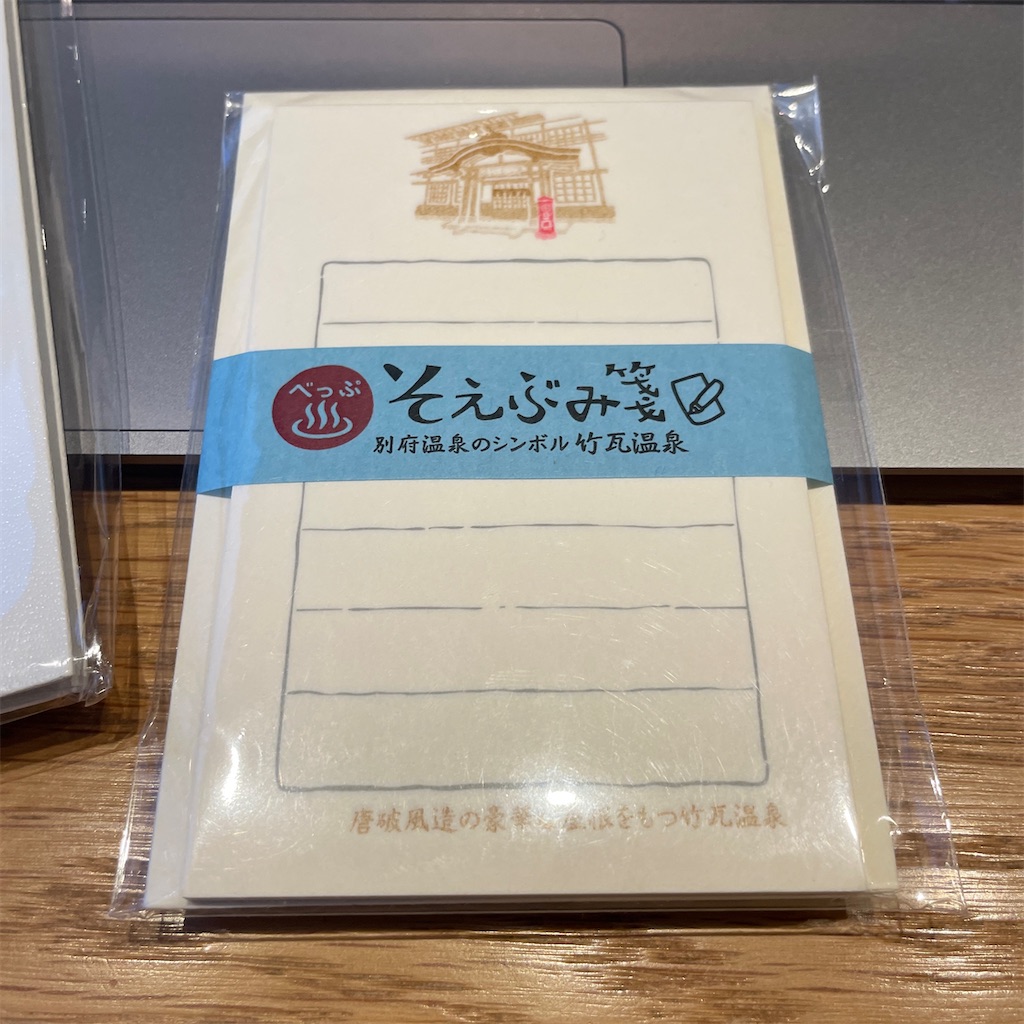 べっぷ
そえぶみ箋
別府温泉のシンボル 竹瓦温泉
唐破風造の豪華な屋根をもつ竹瓦温泉